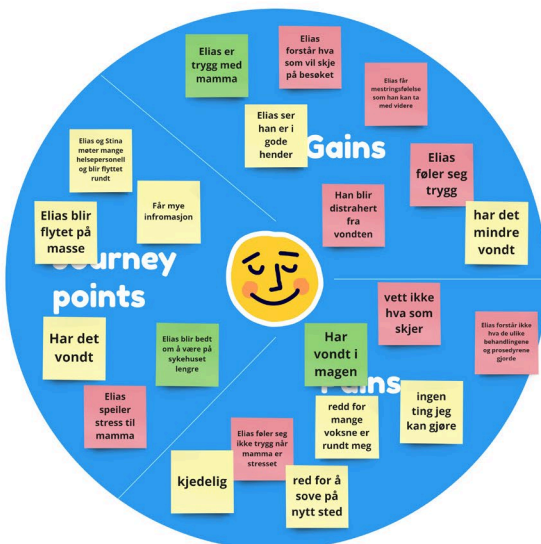 Elias er
trygg med
mamma
Elias
forstår hva
som vil skje
på besøket
Elias får
mestringsfølelse
som han kan ta
med videre
Elias ser
han er i
gode
hender
Gains
Elias
føler seg
trygg
Han blir
distrahert
fra
vondten
har det
mindre
vondt
Elias og Stina
møter mange
helsepersonell
og blir flyttet
rundt
Får mye
infromasjon
Elias blir
flytet på
masse
Journey
points
Har det
vondt
Elias blir bedt
om å være på
sykehuset
lengre
Elias
speiler
stress til
mamma
vett ikke
hva som
skjer
Elias forstår ikke
hva de ulike
behandlingene
og prosedyrene
gjorde
Har
vondt i
magen
Pains
redd for
mange
voksne er
rundt meg
ingen
ting jeg
kan gjøre
Elias føler seg
ikke trygg når
mamma er
stresset
kjedelig
red for å
sove på
nytt sted